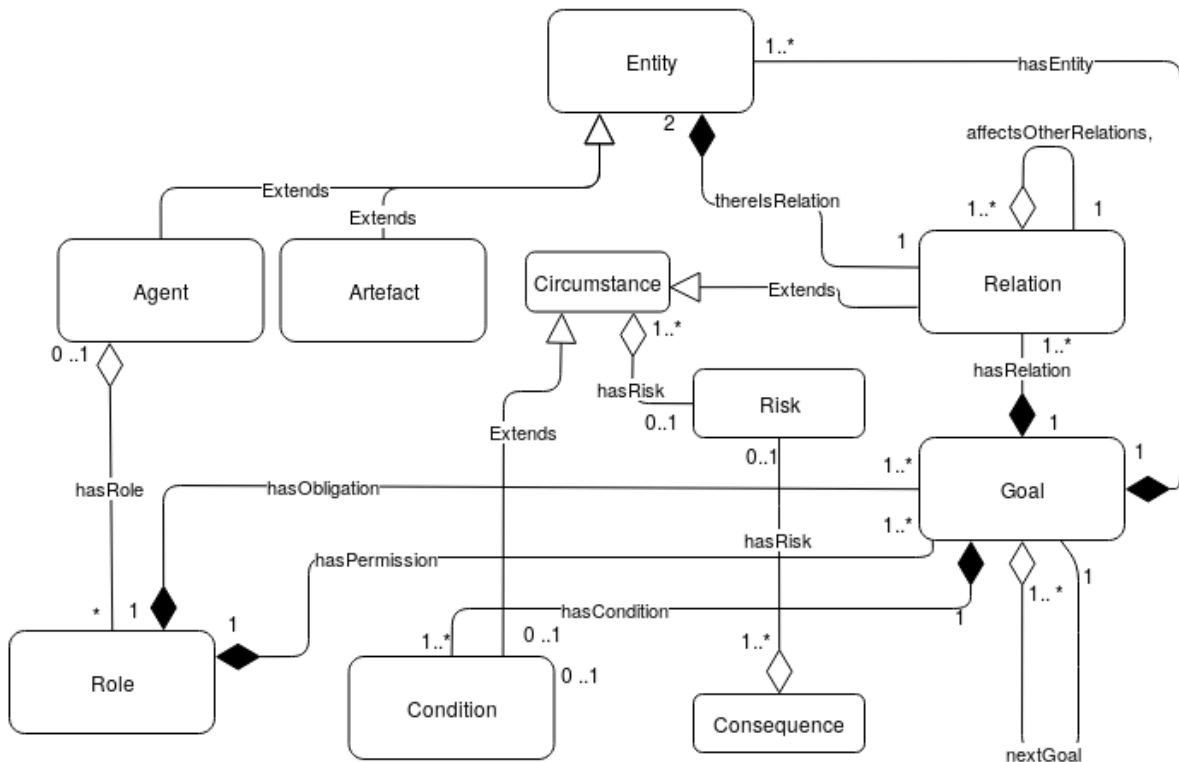 Entity
1..*
hasEntity
2
affectsOtherRelations,
Extends
thereIsRelation
1..*
1
Extends
1
Agent
Artefact
Circumstance
Extends
Relation
0 ..1
1..*
1..*
hasRisk
hasRelation
Risk
0..1
1
Extends
0..1
1
1..*
hasRole
hasObligation
Goal
1..*
hasRisk
hasPermission
1
1.. *
*
1
1
hasCondition
1
1..*
0 ..1
1..*
0 ..1
Role
Condition
Consequence
nextGoal